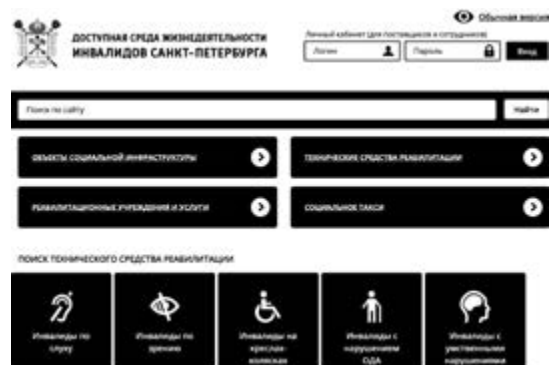 Обычная версия
ДОСТУПНАЯ СРЕДА ЖИЗНЕДЕЯТЕЛЬНОСТИ
ИНВАЛИДОВ САНКТ-ПЕТЕРБУРГА
Личный кабинет (для поставщиков и сотрудников)
Логин
Пароль
Вход
Поиск по сайту
Найти
ОБЪЕКТЫ СОЦИАЛЬНОЙ ИНФРАСТРУКТУРЫ
ТЕХНИЧЕСКИЕ СРЕДСТВА РЕАБИЛИТАЦИИ
РЕАБИЛИТАЦИОННЫЕ УЧРЕЖДЕНИЯ И УСЛУГИ
СОЦИАЛЬНОЕ ТАКСИ
ПОИСК ТЕХНИЧЕСКОГО СРЕДСТВА РЕАБИЛИТАЦИИ
Инвалиды по
слуху
Инвалиды по
зрению
Инвалиды на
креслах-
колясках
Инвалиды с
нарушением
ОДА
Инвалиды с
умственными
нарушениями